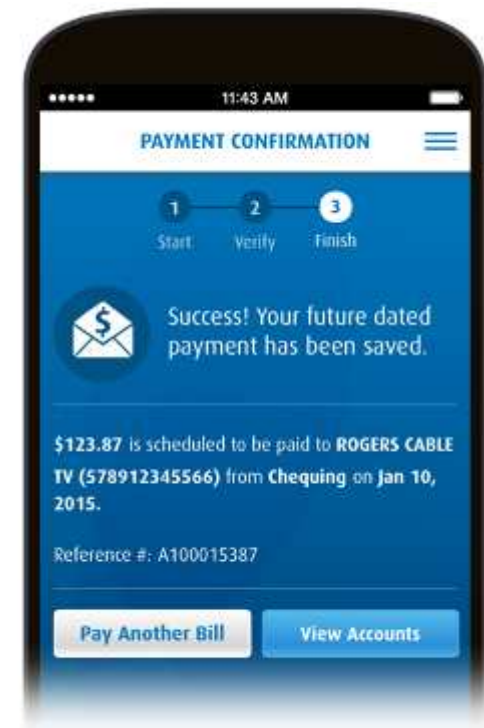 11:43 AM
PAYMENT CONFIRMATION
1 2 3
Start Verify Finish
$
Success! Your future dated
payment has been saved.
$123.87 is scheduled to be paid to ROGERS CABLE
TV (578912345566) from Chequing on Jan 10,
2015.
Reference #: A100015387
Pay Another Bill View Accounts